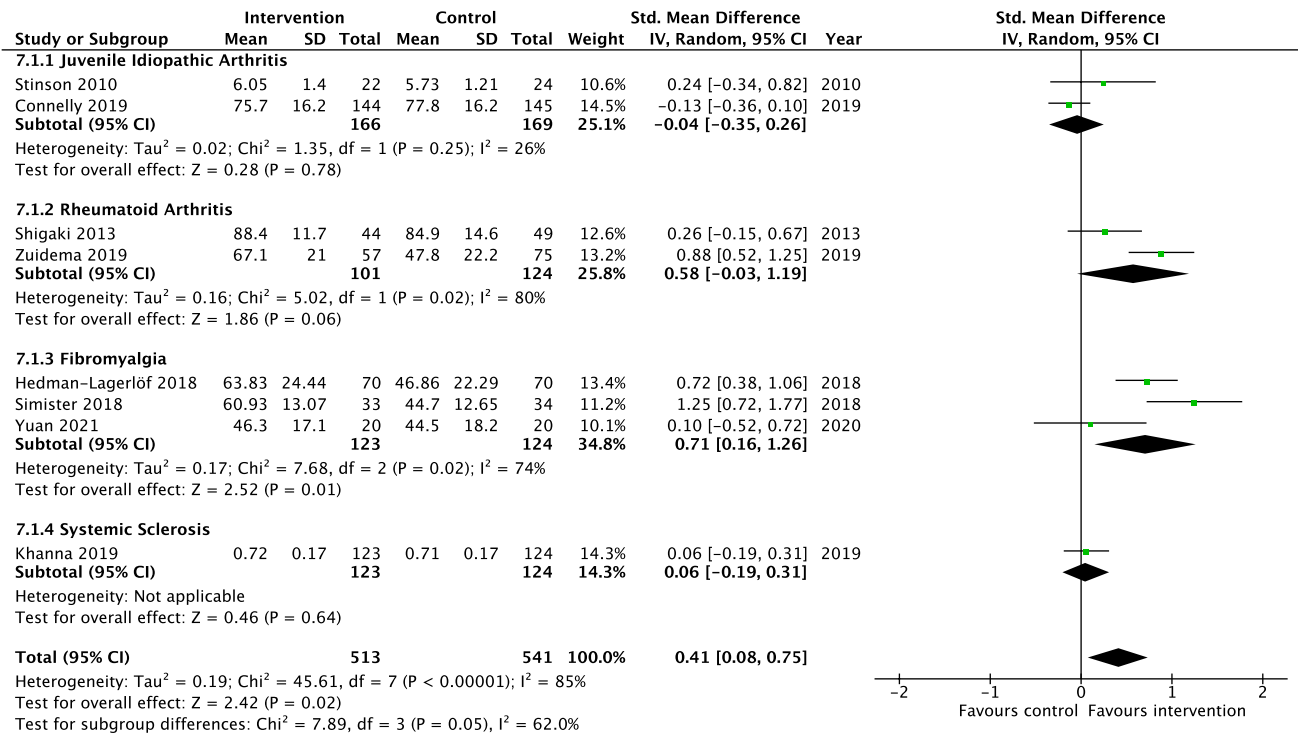 Intervention Control Std. Mean Difference Std. Mean Difference
Study or Subgroup Mean SD Total Mean SD Total Weight IV, Random, 95% CI Year IV, Random, 95% CI
7.1.1 Juvenile Idiopathic Arthritis
Stinson 2010 6.05 1.4 22 5.73 1.21 24 10.6% 0.24 [−0.34, 0.82] 2010
Connelly 2019 75.7 16.2 144 77.8 16.2 145 14.5% −0.13 [−0.36, 0.10] 2019
Subtotal (95% CI) 166 169 25.1% −0.04 [−0.35, 0.26]
Heterogeneity: Tau² = 0.02; Chi² = 1.35, df = 1 (P = 0.25); I² = 26%
Test for overall effect: Z = 0.28 (P = 0.78)
7.1.2 Rheumatoid Arthritis
Shigaki 2013 88.4 11.7 44 84.9 14.6 49 12.6% 0.26 [−0.15, 0.67] 2013
Zuidema 2019 67.1 21 57 47.8 22.2 75 13.2% 0.88 [0.52, 1.25] 2019
Subtotal (95% CI) 101 124 25.8% 0.58 [−0.03, 1.19]
Heterogeneity: Tau² = 0.16; Chi² = 5.02, df = 1 (P = 0.02); I² = 80%
Test for overall effect: Z = 1.86 (P = 0.06)
7.1.3 Fibromyalgia
Hedman−Lagerlöf 2018 63.83 24.44 70 46.86 22.29 70 13.4% 0.72 [0.38, 1.06] 2018
Simister 2018 60.93 13.07 33 44.7 12.65 34 11.2% 1.25 [0.72, 1.77] 2018
Yuan 2021 46.3 17.1 20 44.5 18.2 20 10.1% 0.10 [−0.52, 0.72] 2020
Subtotal (95% CI) 123 124 34.8% 0.71 [0.16, 1.26]
Heterogeneity: Tau² = 0.17; Chi² = 7.68, df = 2 (P = 0.02); I² = 74%
Test for overall effect: Z = 2.52 (P = 0.01)
7.1.4 Systemic Sclerosis
Khanna 2019 0.72 0.17 123 0.71 0.17 124 14.3% 0.06 [−0.19, 0.31] 2019
Subtotal (95% CI) 123 124 14.3% 0.06 [−0.19, 0.31]
Heterogeneity: Not applicable
Test for overall effect: Z = 0.46 (P = 0.64)
Total (95% CI) 513 541 100.0% 0.41 [0.08, 0.75]
Heterogeneity: Tau² = 0.19; Chi² = 45.61, df = 7 (P < 0.00001); I² = 85%
Test for overall effect: Z = 2.42 (P = 0.02)
Test for subgroup differences: Chi² = 7.89, df = 3 (P = 0.05), I² = 62.0%
−2 −1 0 1 2
Favours control Favours intervention